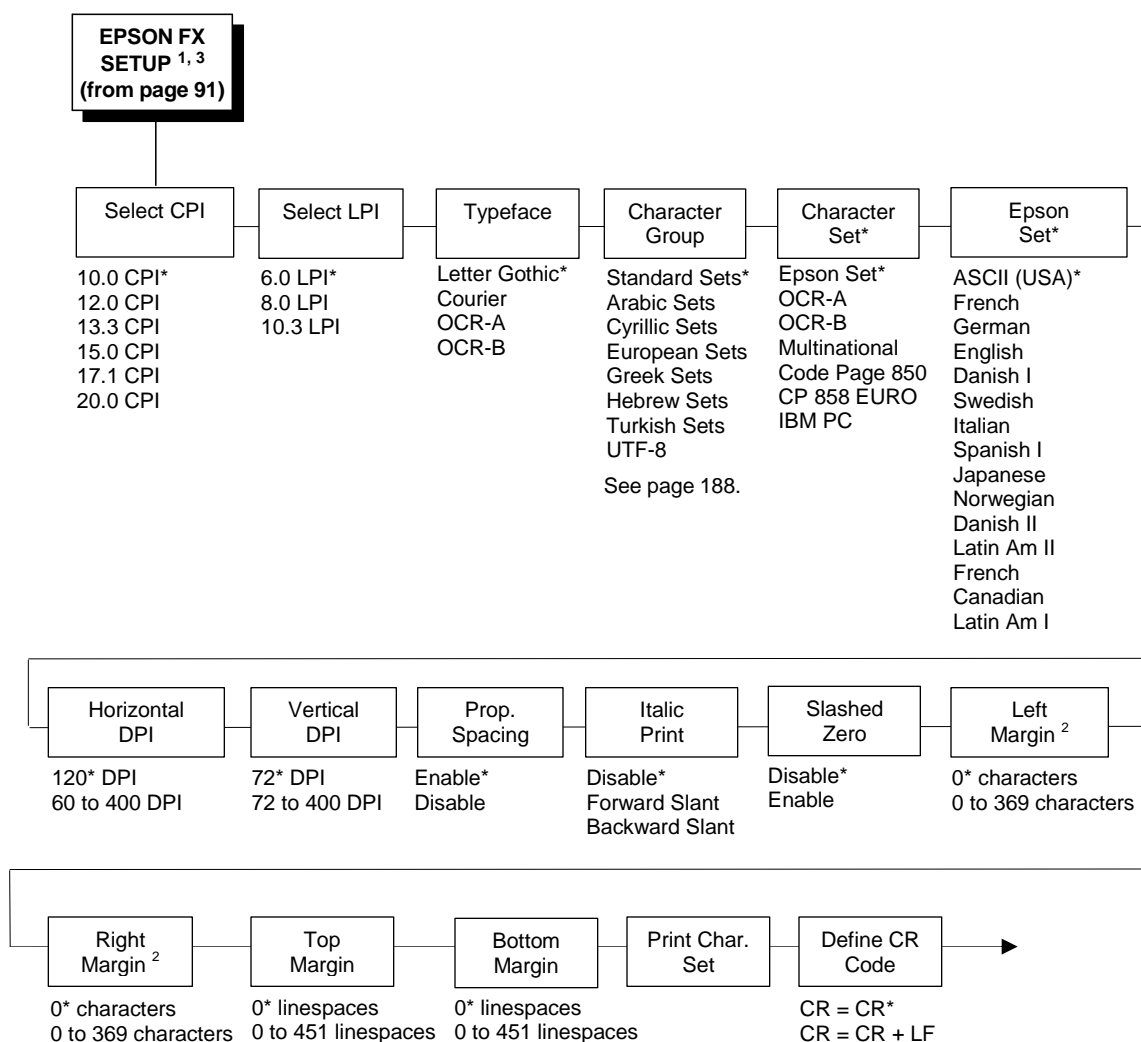 EPSON FX
SETUP 1, 3
(from page 91)
Select CPI
10.0 CPI*
12.0 CPI
13.3 CPI
15.0 CPI
17.1 CPI
20.0 CPI
Select LPI
6.0 LPI*
8.0 LPI
10.3 LPI
Typeface
Letter Gothic*
Courier
OCR-A
OCR-B
Character
Group
Standard Sets*
Arabic Sets
Cyrillic Sets
European Sets
Greek Sets
Hebrew Sets
Turkish Sets
UTF-8
See page 188.
Character
Set*
Epson Set*
OCR-A
OCR-B
Multinational
Code Page 850
CP 858 EURO
IBM PC
Epson
Set*
ASCII (USA)*
French
German
English
Danish I
Swedish
Italian
Spanish I
Japanese
Norwegian
Danish II
Latin Am II
French
Canadian
Latin Am I
Horizontal
DPI
120* DPI
60 to 400 DPI
Vertical
DPI
72* DPI
72 to 400 DPI
Prop.
Spacing
Enable*
Disable
Italic
Print
Disable*
Forward Slant
Backward Slant
Slashed
Zero
Disable*
Enable
Left
Margin 2
0* characters
0 to 369 characters
Right
Margin 2
0* characters
0 to 369 characters
Top
Margin
0* linespaces
0 to 451 linespaces
Bottom
Margin
0* linespaces
0 to 451 linespaces
Print Char.
Set
Define CR
Code
CR = CR*
CR = CR + LF